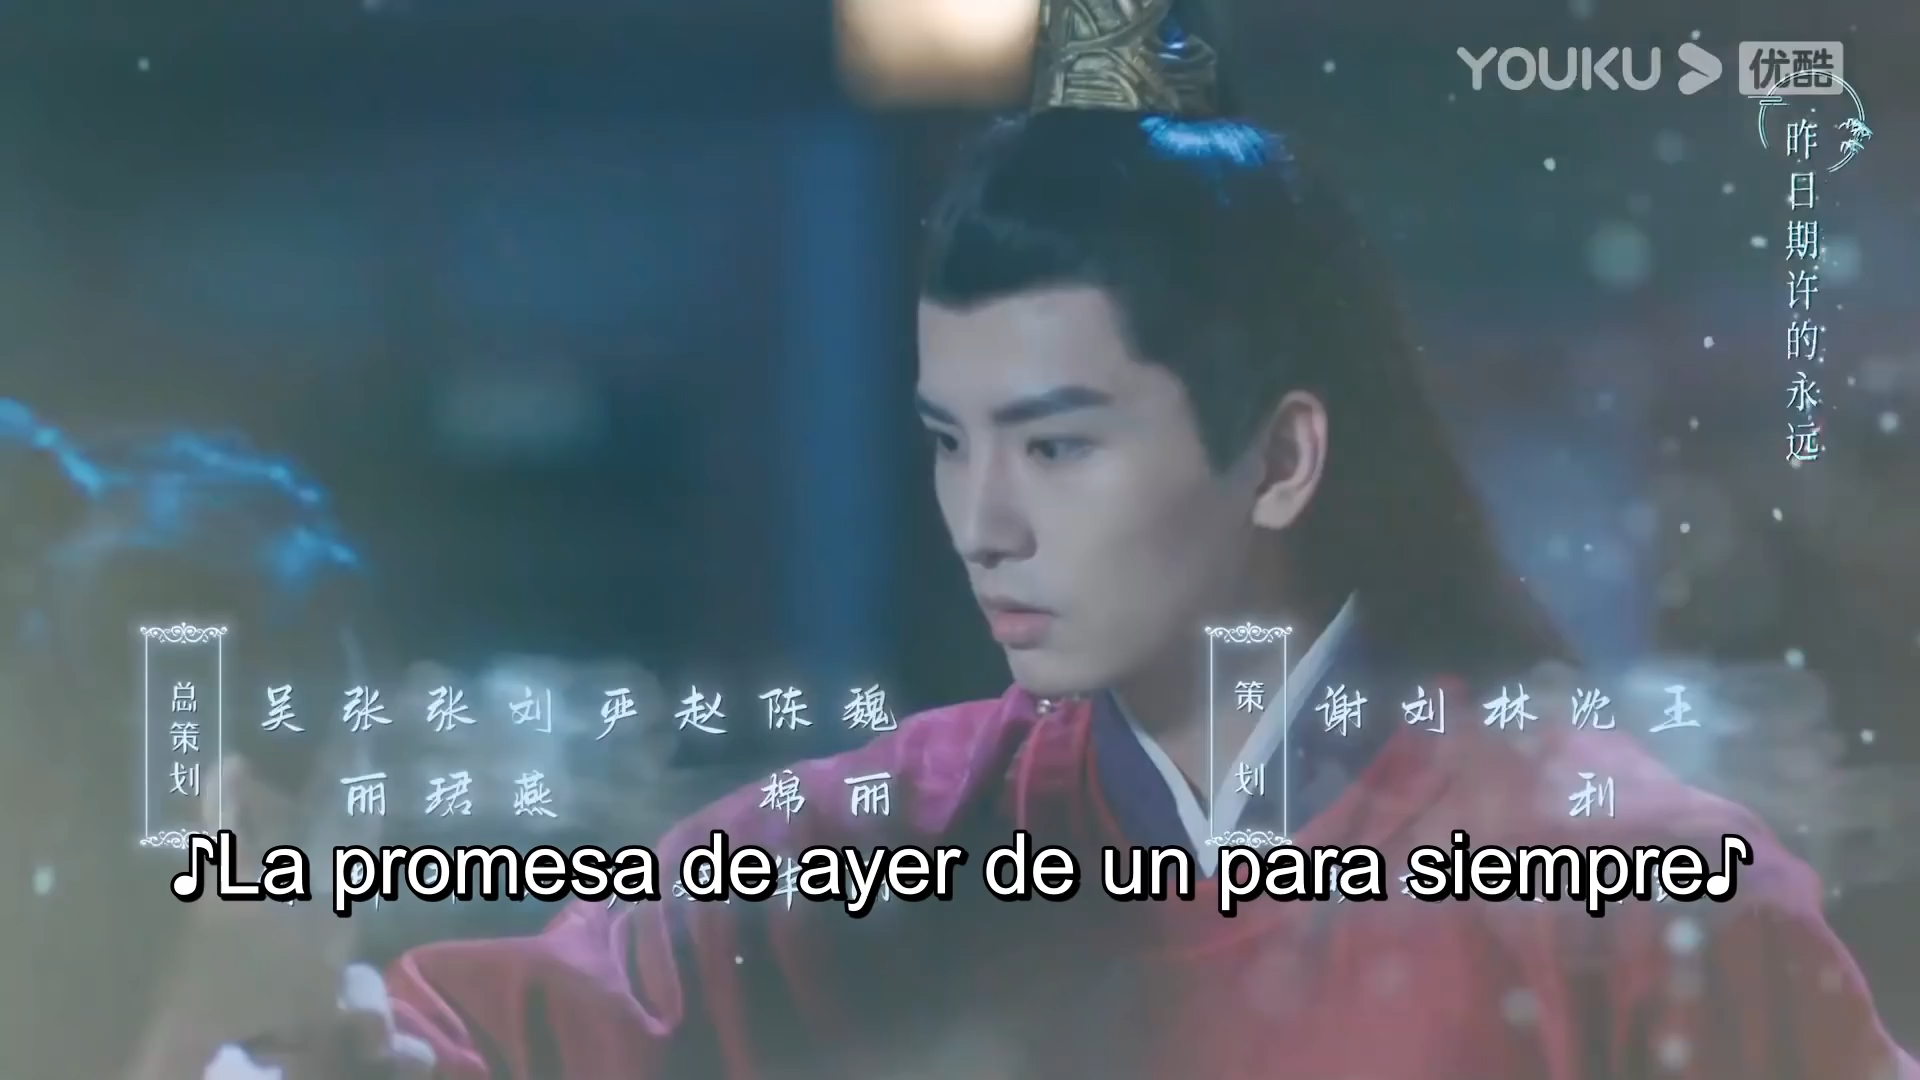 YOUKU 优酷
昨日期许的永远
总策划
吴 张丽 张珺 刘燕 严 赵 陈棉 魏丽
策划
谢 刘 林 沈利 王
♪La promesa de ayer de un para siempre♪